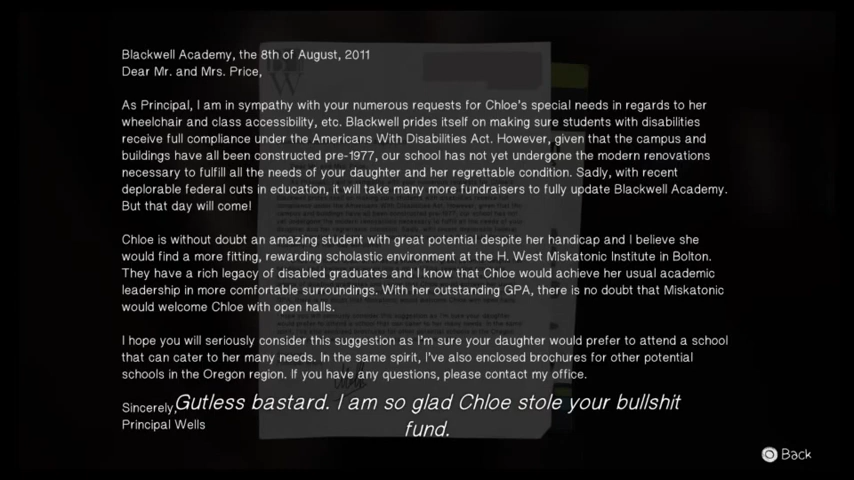 Blackwell Academy, the 8th of August, 2011
Dear Mr. and Mrs. Price,
As Principal, I am in sympathy with your numerous requests for Chloe's special needs in regards to her
wheelchair and class accessibility, etc. Blackwell prides itself on making sure students with disabilities
receive full compliance under the Americans With Disabilities Act. However, given that the campus and
buildings have all been constructed pre-1977, our school has not yet undergone the modern renovations
necessary to fulfill all the needs of your daughter and her regrettable condition. Sadly, with recent
deplorable federal cuts in education, it will take many more fundraisers to fully update Blackwell Academy.
But that day will come!
Chloe is without doubt an amazing student with great potential despite her handicap and I believe she
would find a more fitting, rewarding scholastic environment at the H. West Miskatonic Institute in Bolton.
They have a rich legacy of disabled graduates and I know that Chloe would achieve her usual academic
leadership in more comfortable surroundings. With her outstanding GPA, there is no doubt that Miskatonic
would welcome Chloe with open halls.
I hope you will seriously consider this suggestion as I'm sure your daughter would prefer to attend a school
that can cater to her many needs. In the same spirit, I've also enclosed brochures for other potential
schools in the Oregon region. If you have any questions, please contact my office.
Sincerely,
Principal Wells
Gutless bastard. I am so glad Chloe stole your bullshit
fund.
Back